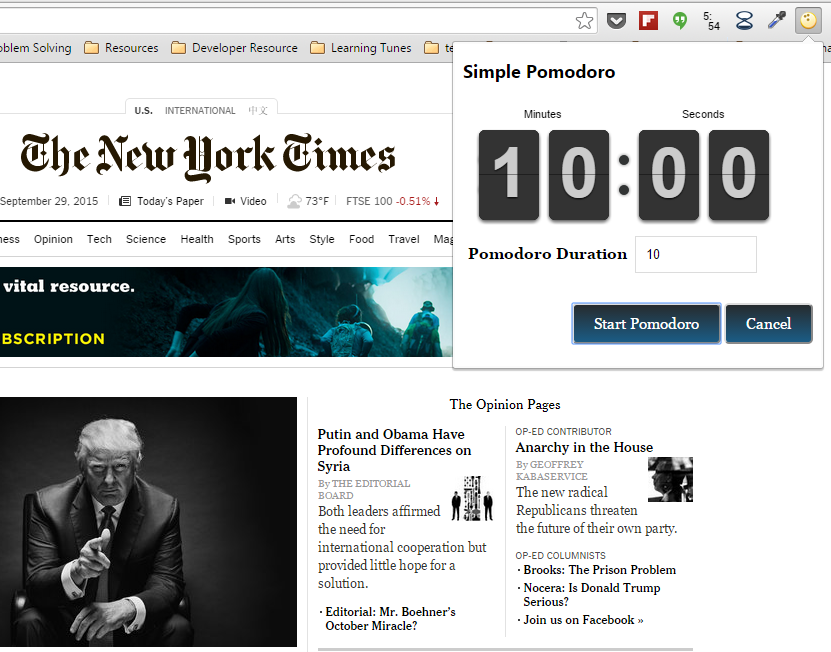 5:
54
oblem Solving
Resources
Developer Resource
Learning Tunes
te
Simple Pomodoro
Minutes
Seconds
10:00
Pomodoro Duration
10
Start Pomodoro
Cancel
U.S.
INTERNATIONAL
中文
The New York Times
September 29, 2015
Today's Paper
Video
73°F
FTSE 100 -0.51%
ness
Opinion
Tech
Science
Health
Sports
Arts
Style
Food
Travel
Mag
vital resource.
BSCRIPTION
The Opinion Pages
Putin and Obama Have
Profound Differences on
Syria
By THE EDITORIAL
BOARD
Both leaders affirmed
the need for
international cooperation but
provided little hope for a
solution.
· Editorial: Mr. Boehner's
October Miracle?
OP-ED CONTRIBUTOR
Anarchy in the House
By GEOFFREY
KABASERVICE
The new radical
Republicans threaten
the future of their own party.
OP-ED COLUMNISTS
· Brooks: The Prison Problem
· Nocera: Is Donald Trump
Serious?
· Join us on Facebook »